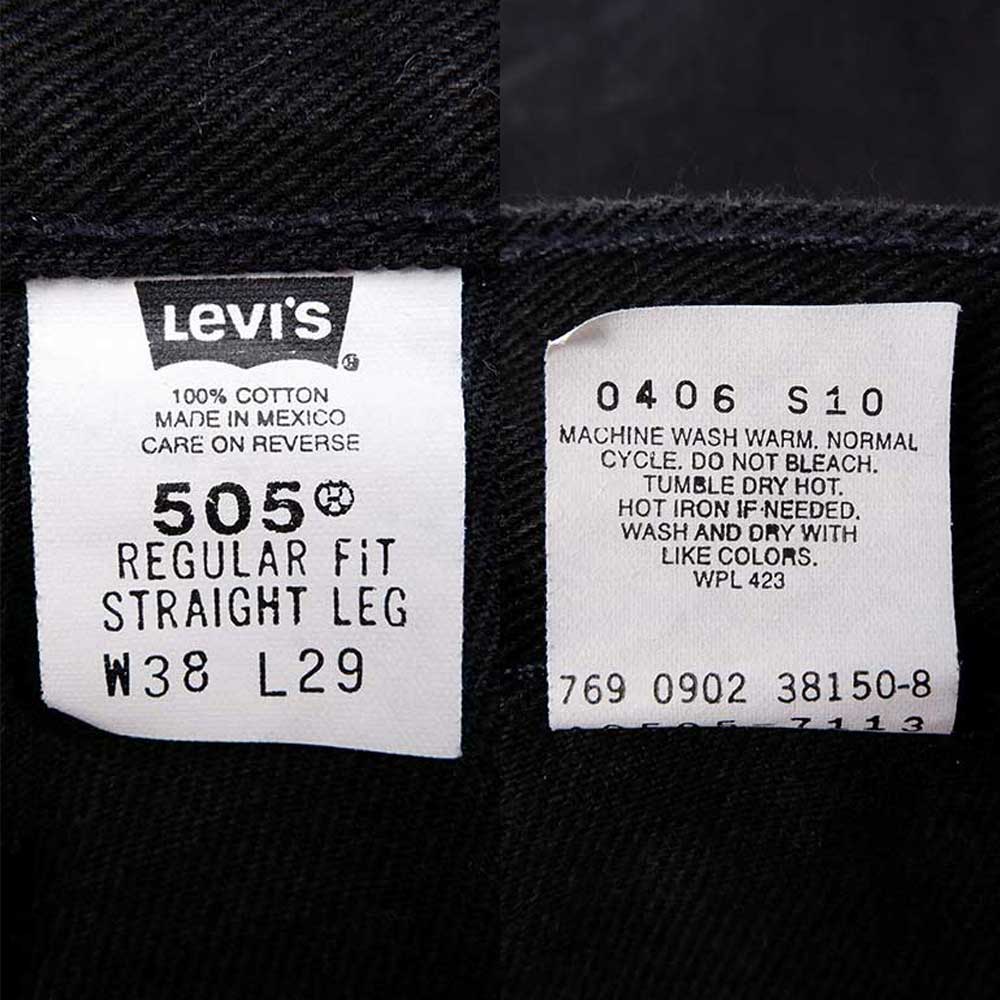 Levi's
100% COTTON
MADE IN MEXICO
CARE ON REVERSE
505®
REGULAR FiT
STRAIGHT LEG
W38 L29
0406 S10
MACHINE WASH WARM. NORMAL
CYCLE. DO NOT BLEACH.
TUMBLE DRY HOT.
HOT IRON IF NEEDED.
WASH AND DRY WITH
LIKE COLORS.
WPL 423
769 0902 38150-8